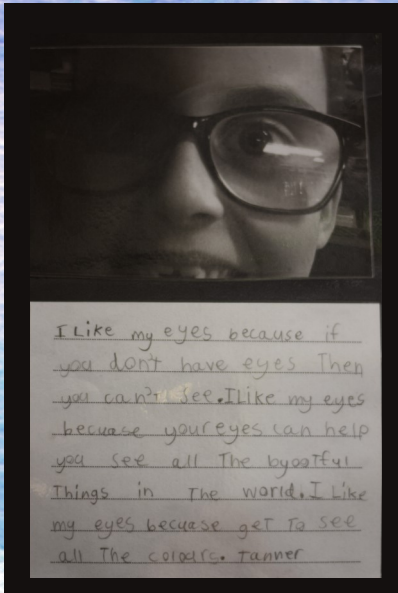 I Like my eyes because if
you don't have eyes Then
you can't see. I Like my eyes
becuase your eyes can help
you see all The byootful
Things in The world. I Like
my eyes becuase get To see
all The colours. Tanner